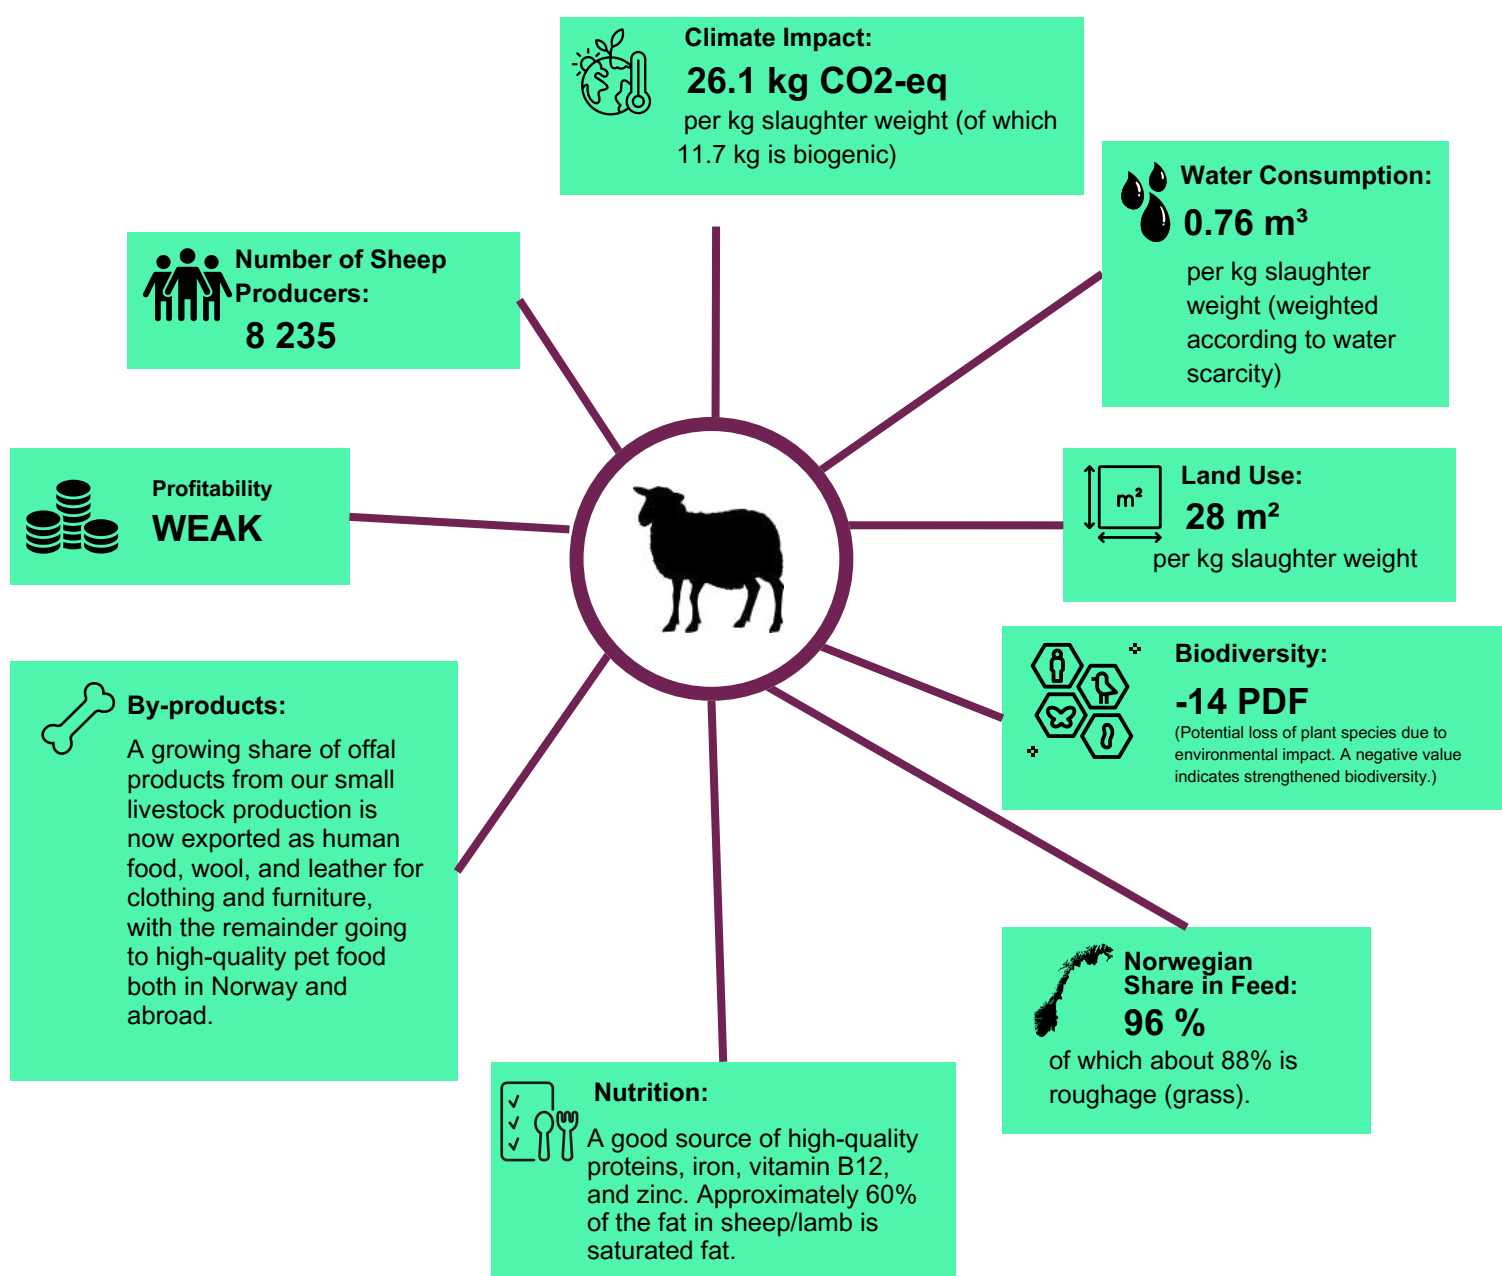 Climate Impact:
26.1 kg CO2-eq
per kg slaughter weight (of which
11.7 kg is biogenic)
Water Consumption:
0.76 m³
per kg slaughter
weight (weighted
according to water
scarcity)
Number of Sheep
Producers:
8 235
Profitability
WEAK
m²
Land Use:
28 m²
per kg slaughter weight
Biodiversity:
-14 PDF
(Potential loss of plant species due to
environmental impact. A negative value
indicates strengthened biodiversity.)
By-products:
A growing share of offal
products from our small
livestock production is
now exported as human
food, wool, and leather for
clothing and furniture,
with the remainder going
to high-quality pet food
both in Norway and
abroad.
Norwegian
Share in Feed:
96 %
of which about 88% is
roughage (grass).
Nutrition:
A good source of high-quality
proteins, iron, vitamin B12,
and zinc. Approximately 60%
of the fat in sheep/lamb is
saturated fat.